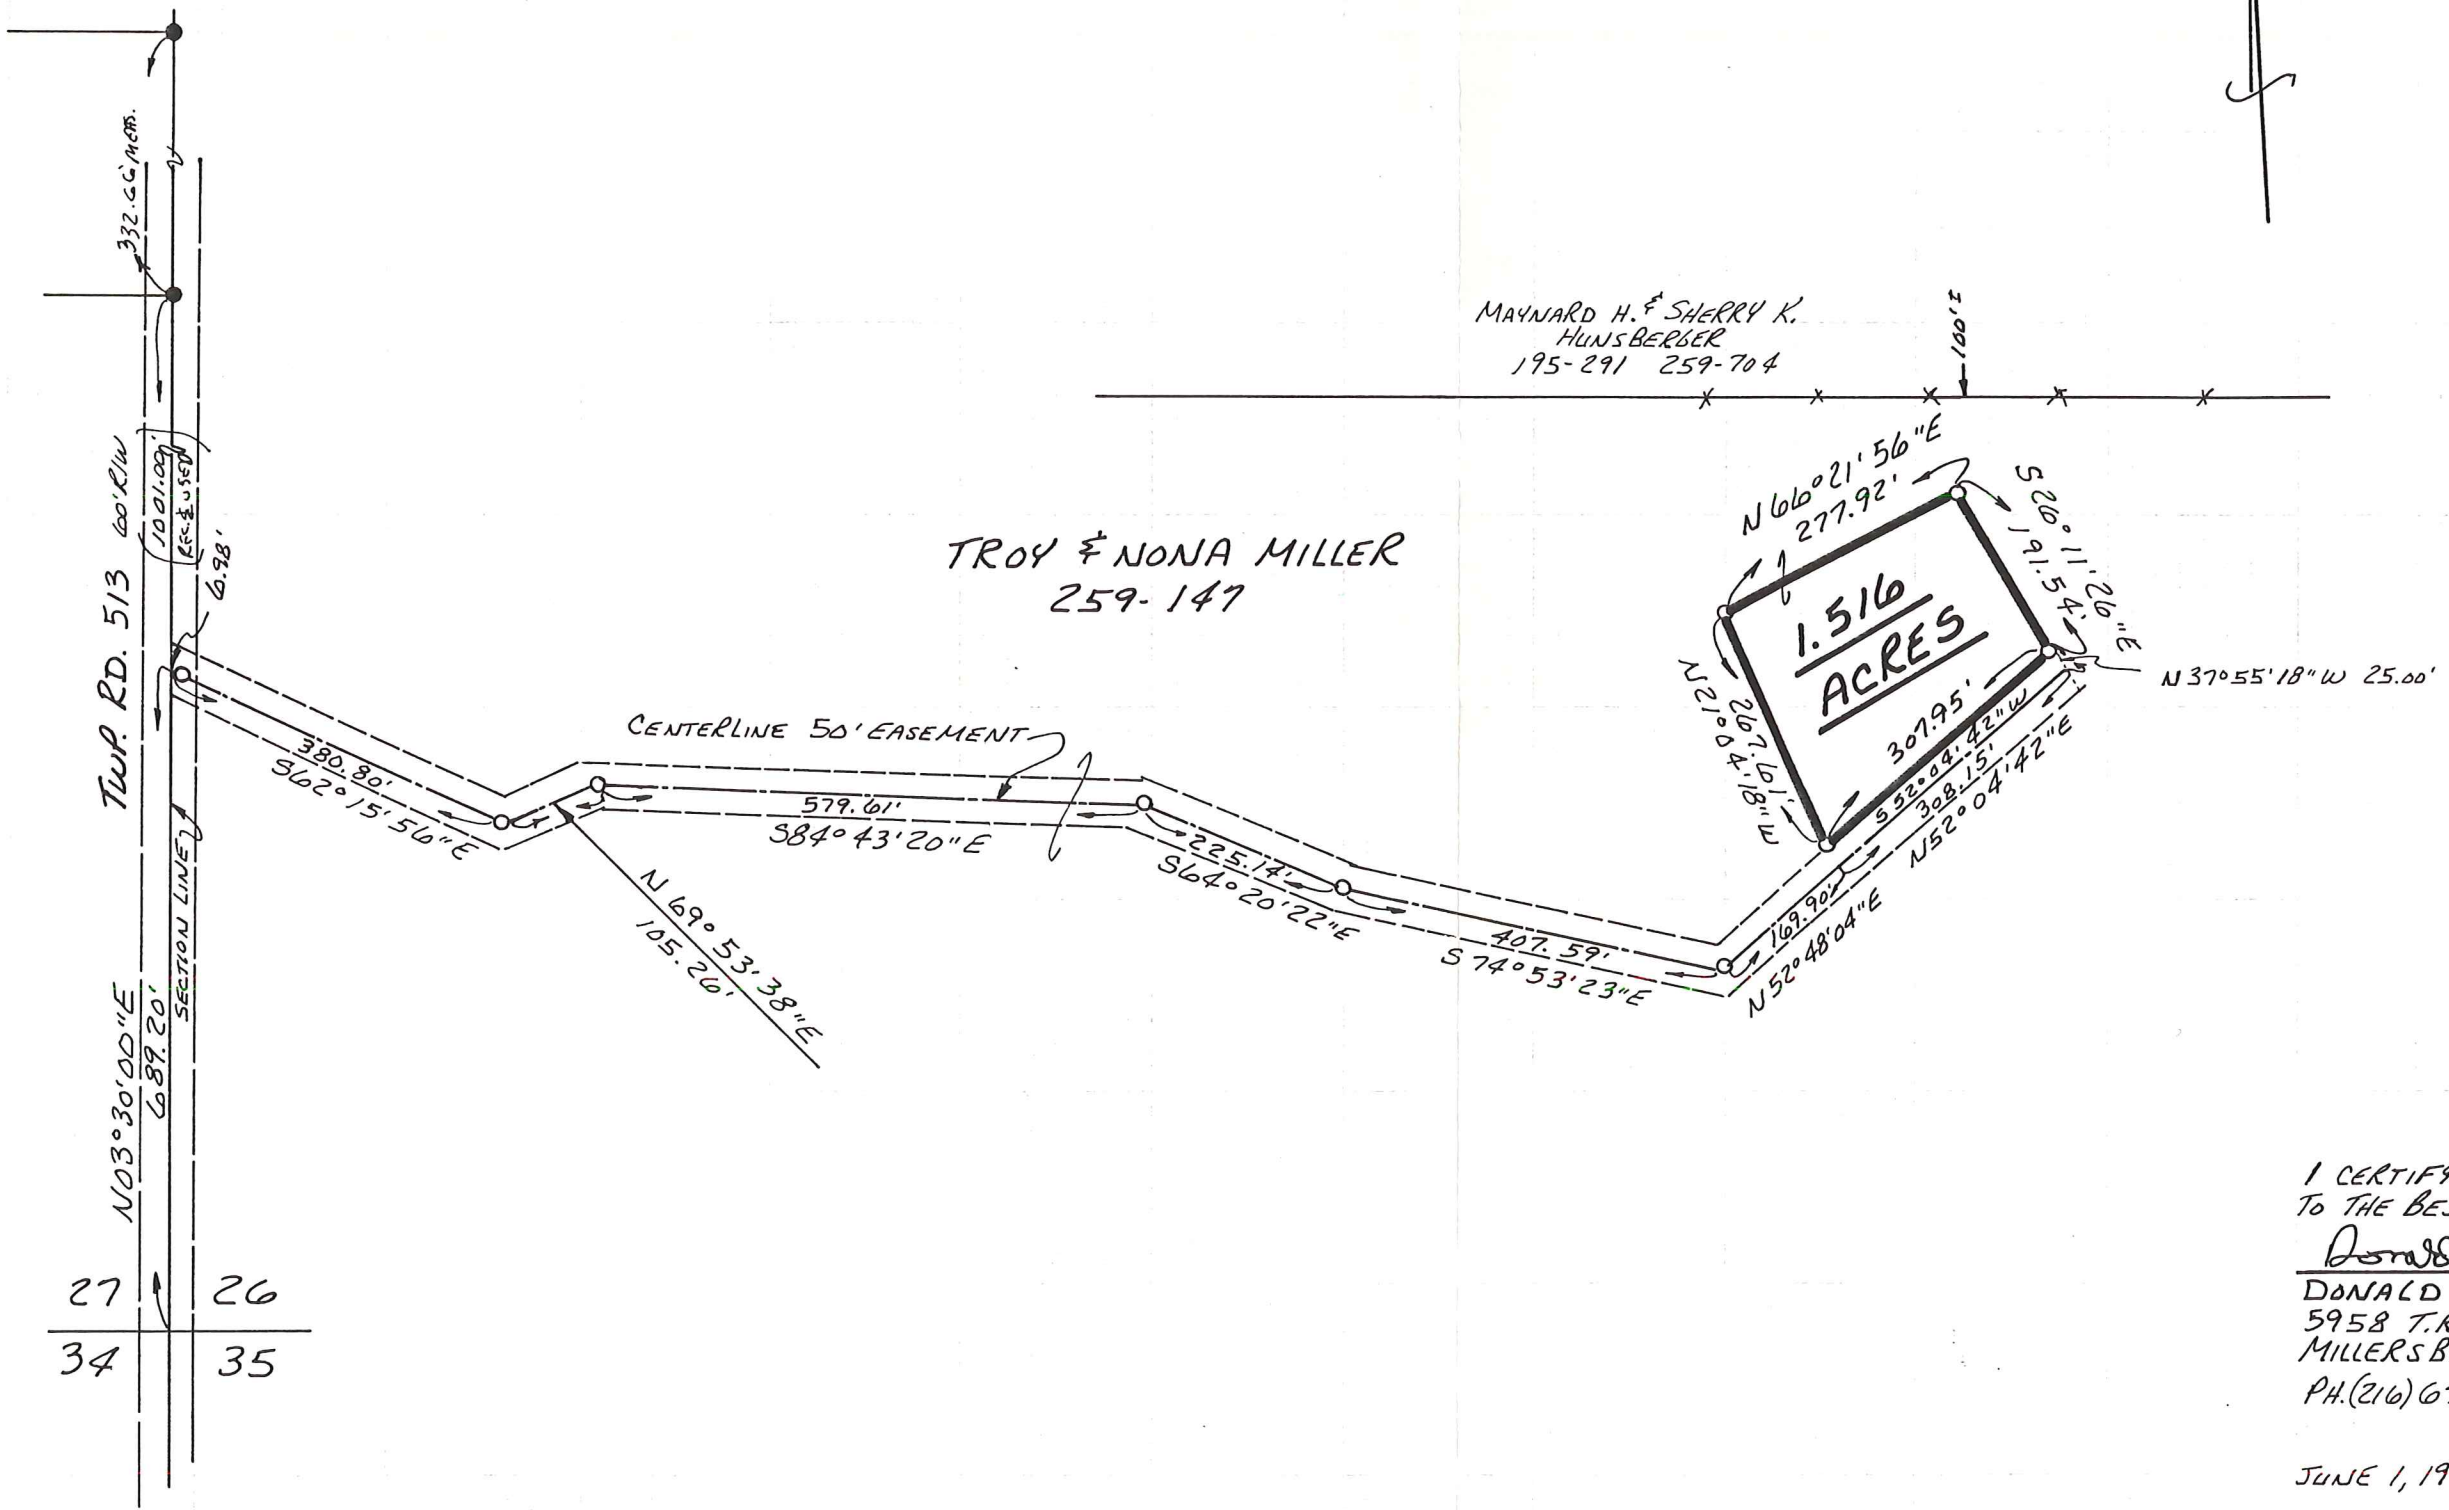 332.66' MEAS.
MAYNARD H. & SHERRY K.
HUNSBERGER
195-291 259-704
100'±
TWP. RD. 513 60' R/W
1001.00'
REC. & USED
6.98'
TROY & NONA MILLER
259-147
N66°21'56"E
277.92'
S26°11'26"E
191.54'
1.516
ACRES
N21°04'18"W
267.61'
307.95'
S52°04'42"W
308.15'
N52°04'42"E
N37°55'18"W 25.00'
CENTERLINE 50' EASEMENT
380.80'
S62°15'56"E
N69°53'38"E
105.26'
579.61'
S84°43'20"E
225.14'
S64°20'22"E
407.59'
S74°53'23"E
169.90'
N52°48'04"E
SECTION LINE
N03°30'00"E
689.20'
27 26
34 35
I CERTIFY
TO THE BES
Donald
DONALD
5958 T.R
MILLERSB
PH.(216) 6
JUNE 1, 19